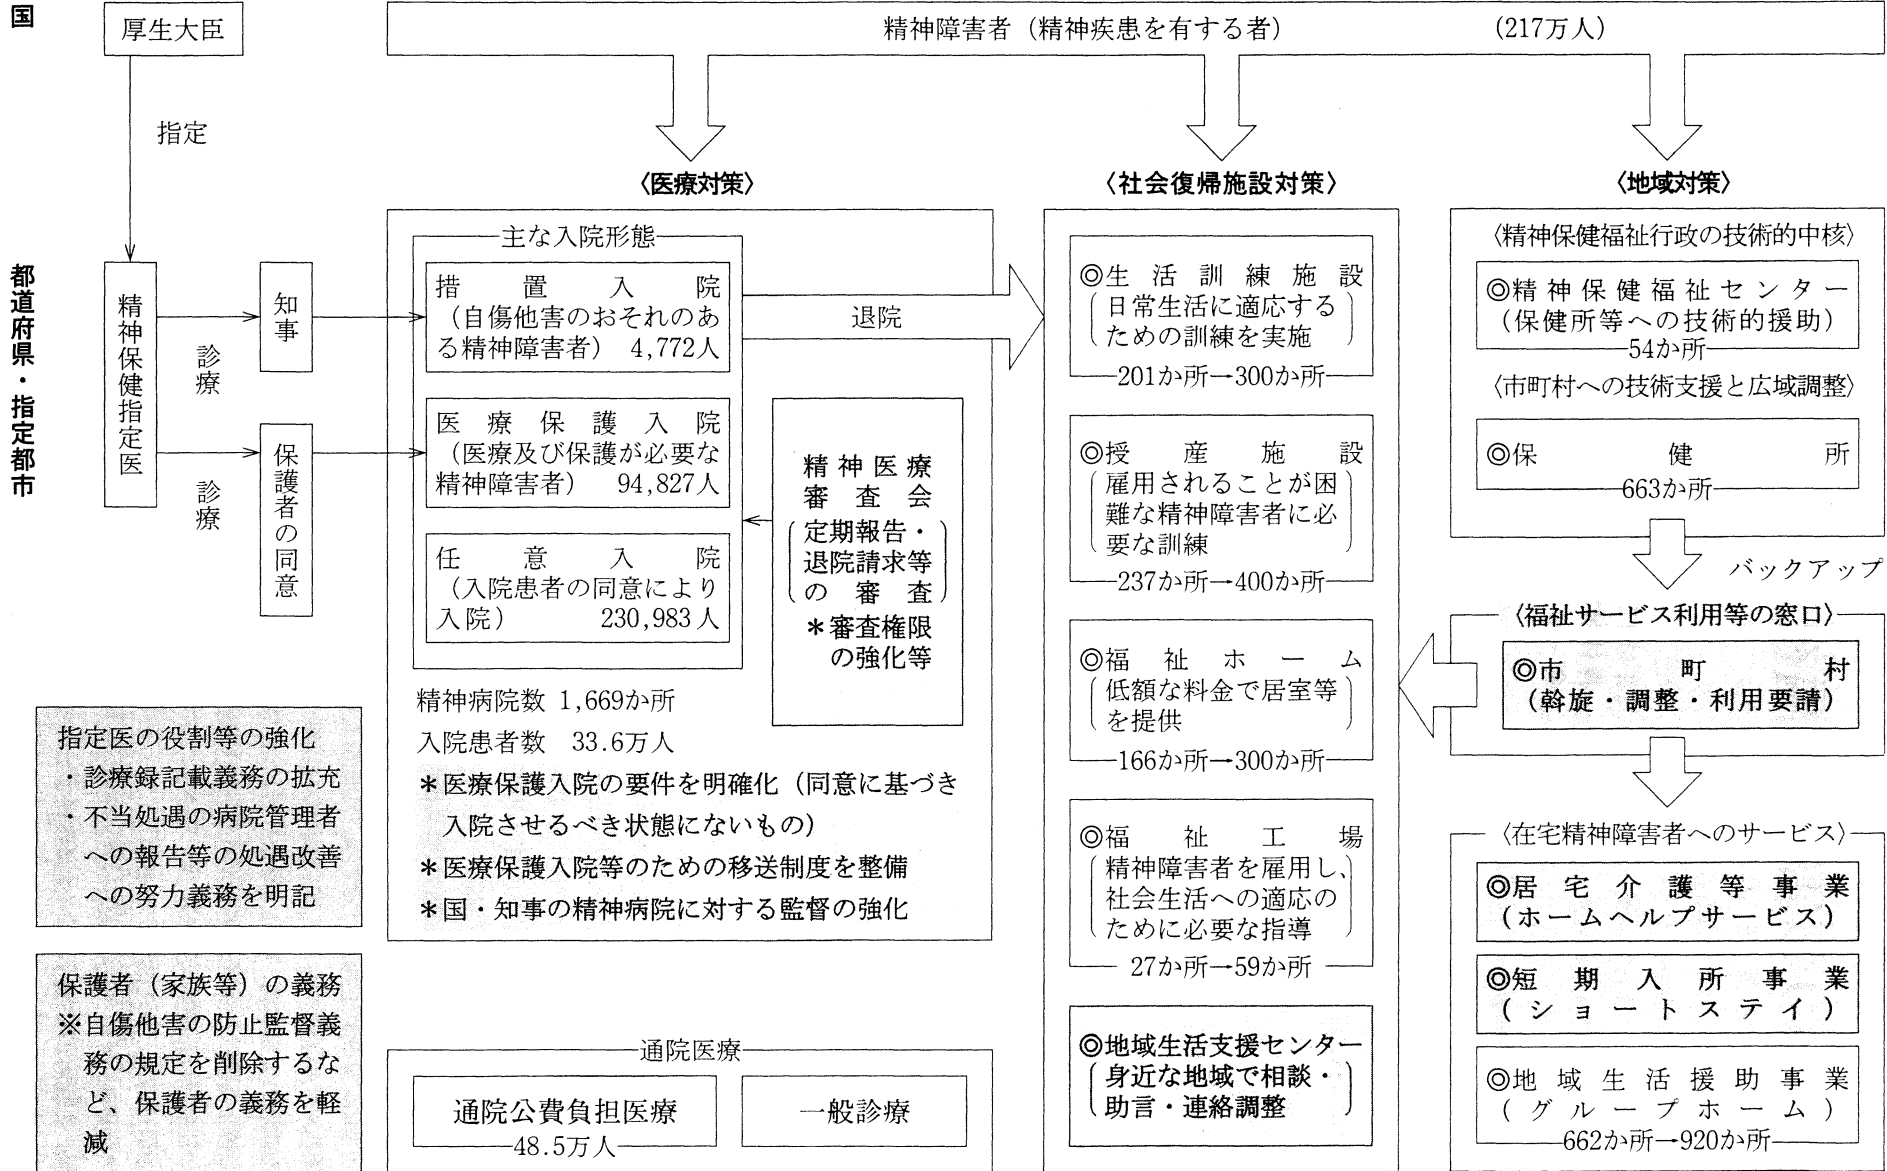 国
厚生大臣
精神障害者(精神疾患を有する者) (217万人)
指定
都道府県・指定都市
精神保健指定医
診療
知事
診療
保護者の同意
〈医療対策〉
主な入院形態
措置入院
(自傷他害のおそれのあ
る精神障害者) 4,772人
医療保護入院
(医療及び保護が必要な
精神障害者) 94,827人
任意入院
(入院患者の同意により
入院) 230,983人
退院
精神医療
審査会
定期報告・
退院請求等
の審査
*審査権限
の強化等
精神病院数 1,669か所
入院患者数 33.6万人
*医療保護入院の要件を明確化(同意に基づき
入院させるべき状態にないもの)
*医療保護入院等のための移送制度を整備
*国・知事の精神病院に対する監督の強化
指定医の役割等の強化
・診療録記載義務の拡充
・不当処遇の病院管理者
への報告等の処遇改善
への努力義務を明記
保護者(家族等)の義務
※自傷他害の防止監督義
務の規定を削除するな
ど、保護者の義務を軽
減
通院医療
通院公費負担医療
48.5万人
一般診療
〈社会復帰施設対策〉
◎生活訓練施設
日常生活に適応する
ための訓練を実施
201か所→300か所
◎授産施設
雇用されることが困
難な精神障害者に必
要な訓練
237か所→400か所
◎福祉ホーム
低額な料金で居室等
を提供
166か所→300か所
◎福祉工場
精神障害者を雇用し、
社会生活への適応の
ために必要な指導
27か所→59か所
◎地域生活支援センター
身近な地域で相談・
助言・連絡調整
〈地域対策〉
〈精神保健福祉行政の技術的中核〉
◎精神保健福祉センター
(保健所等への技術的援助)
54か所
〈市町村への技術支援と広域調整〉
◎保健所
663か所
バックアップ
〈福祉サービス利用等の窓口〉
◎市町村
(斡旋・調整・利用要請)
〈在宅精神障害者へのサービス〉
◎居宅介護等事業
(ホームヘルプサービス)
◎短期入所事業
(ショートステイ)
◎地域生活援助事業
(グループホーム)
662か所→920か所